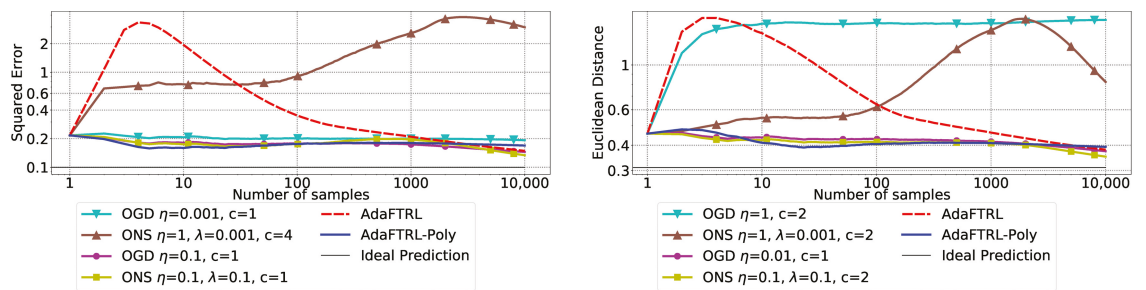 Squared Error
2
1
0.6
0.4
0.2
0.1
1 10 100 1000 10,000
Number of samples
OGD η=0.001, c=1
ONS η=1, λ=0.001, c=4
OGD η=0.1, c=1
ONS η=0.1, λ=0.1, c=1
AdaFTRL
AdaFTRL-Poly
Ideal Prediction
Euclidean Distance
1
0.6
0.4
0.3
1 10 100 1000 10,000
Number of samples
OGD η=1, c=2
ONS η=1, λ=0.001, c=2
OGD η=0.01, c=1
ONS η=0.1, λ=0.1, c=2
AdaFTRL
AdaFTRL-Poly
Ideal Prediction